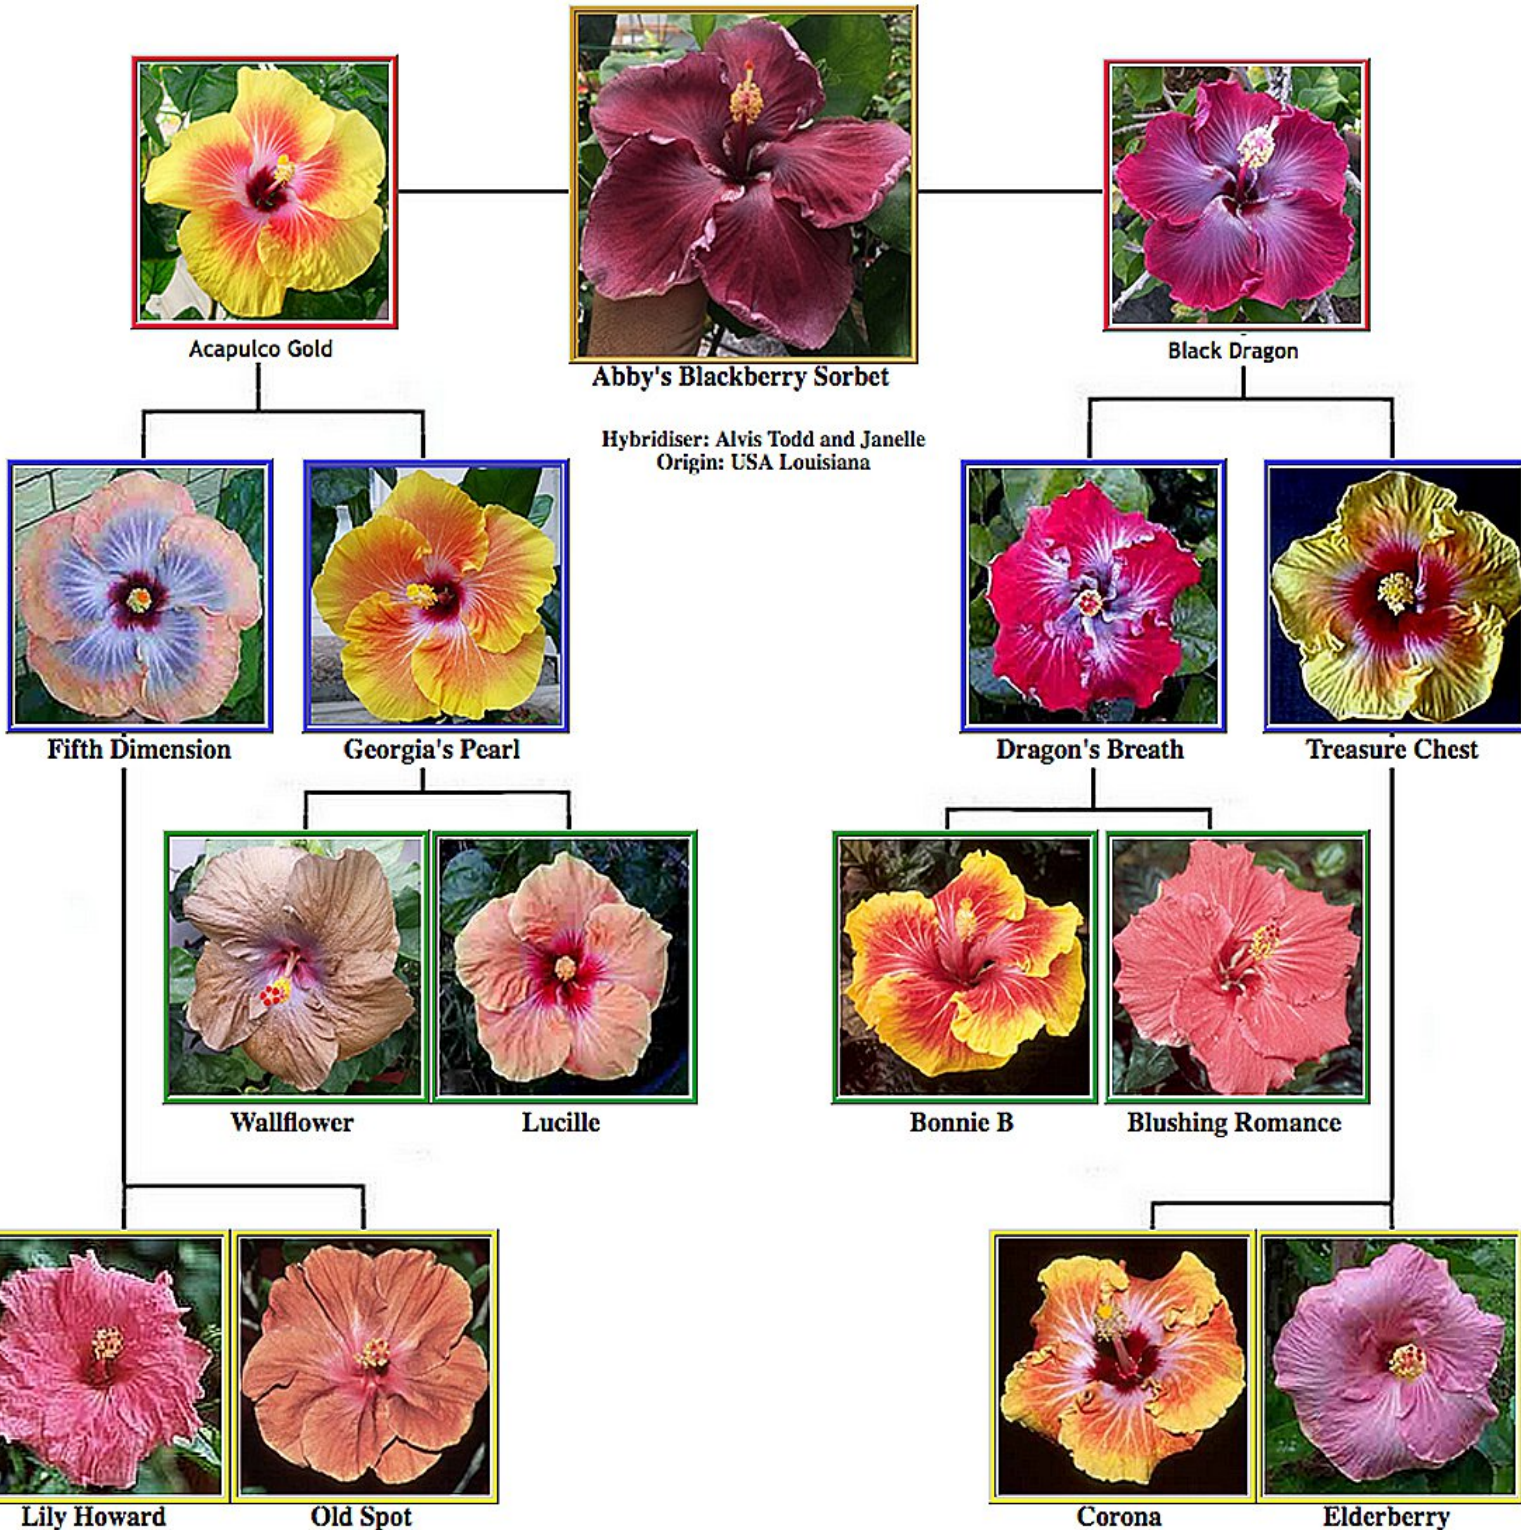 Acapulco Gold
Abby's Blackberry Sorbet
Black Dragon
Hybridiser: Alvis Todd and Janelle
Origin: USA Louisiana
Fifth Dimension
Georgia's Pearl
Dragon's Breath
Treasure Chest
Wallflower
Lucille
Bonnie B
Blushing Romance
Lily Howard
Old Spot
Corona
Elderberry